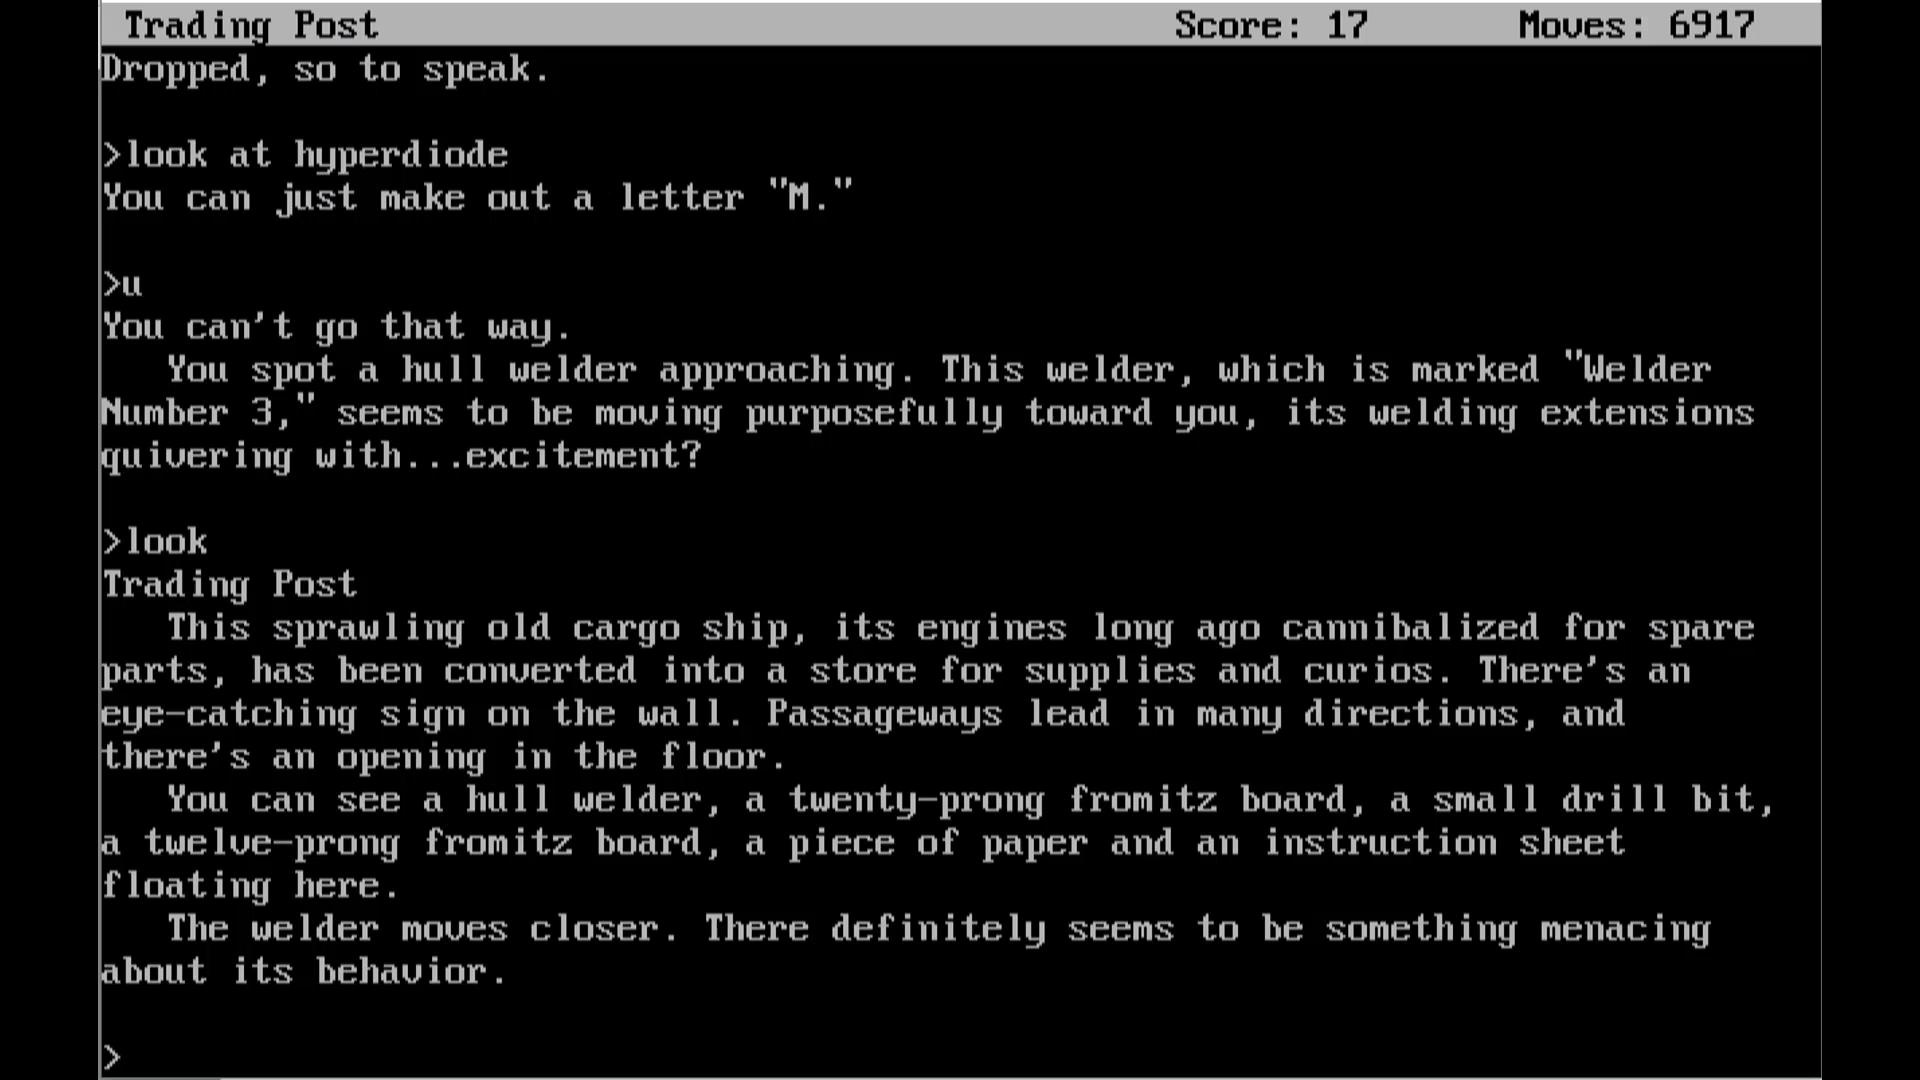 Trading Post Score: 17 Moves: 6917
Dropped, so to speak.
>look at hyperdiode
You can just make out a letter "M."
>u
You can't go that way.
You spot a hull welder approaching. This welder, which is marked "Welder
Number 3," seems to be moving purposefully toward you, its welding extensions
quivering with...excitement?
>look
Trading Post
This sprawling old cargo ship, its engines long ago cannibalized for spare
parts, has been converted into a store for supplies and curios. There's an
eye-catching sign on the wall. Passageways lead in many directions, and
there's an opening in the floor.
You can see a hull welder, a twenty-prong fromitz board, a small drill bit,
a twelve-prong fromitz board, a piece of paper and an instruction sheet
floating here.
The welder moves closer. There definitely seems to be something menacing
about its behavior.
>